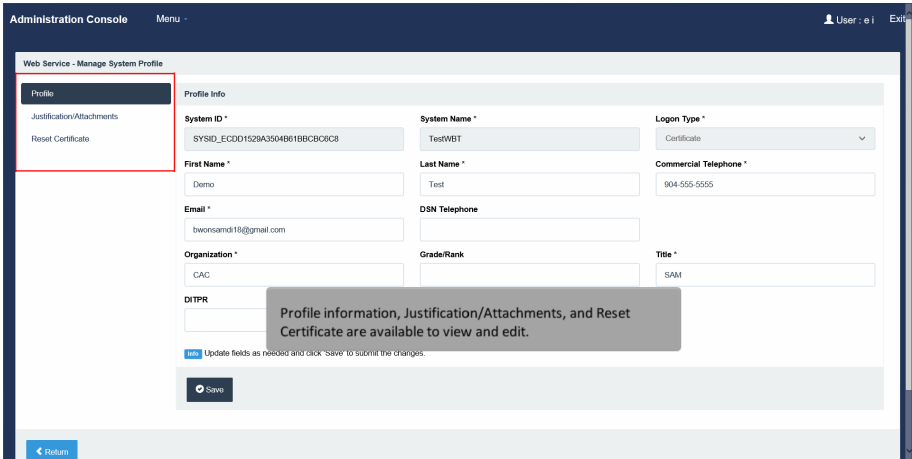 Administration Console Menu User : e i Exit
Web Service - Manage System Profile
Profile
Justification/Attachments
Reset Certificate
Profile Info
System ID * System Name * Logon Type *
SYSID_ECDD1529A3504B61BBCBC6C8 TestWBT Certificate
First Name * Last Name * Commercial Telephone *
Demo Test 904-555-5555
Email * DSN Telephone
bwonsamdi18@gmail.com
Organization * Grade/Rank Title *
CAC SAM
DITPR
Profile information, Justification/Attachments, and Reset
Certificate are available to view and edit.
Info Update fields as needed and click 'Save' to submit the changes.
Save
Return